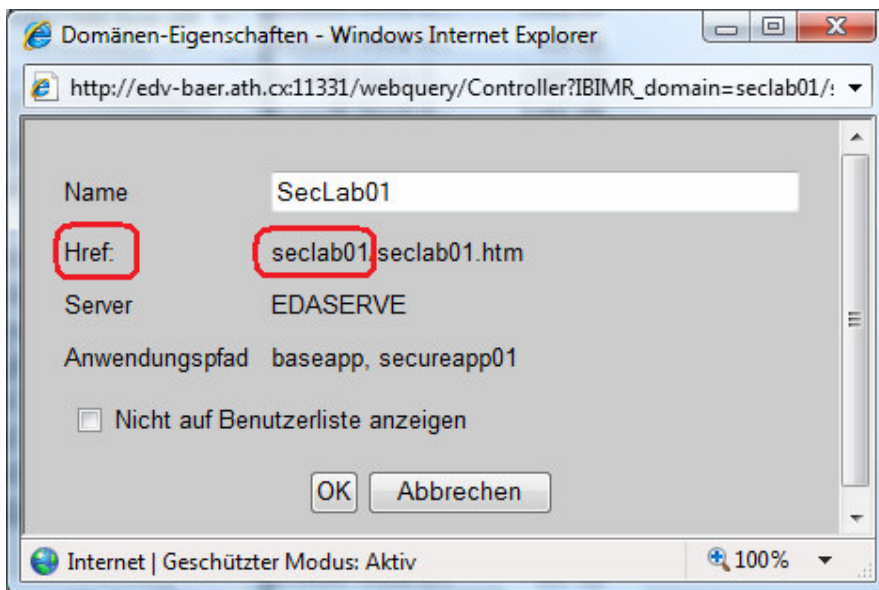 Domänen-Eigenschaften - Windows Internet Explorer
http://edv-baer.ath.cx:11331/webquery/Controller?IBIMR_domain=seclab01/
Name SecLab01
Href: seclab01/seclab01.htm
Server EDASERVE
Anwendungspfad baseapp, secureapp01
Nicht auf Benutzerliste anzeigen
OK Abbrechen
Internet | Geschützter Modus: Aktiv 100%